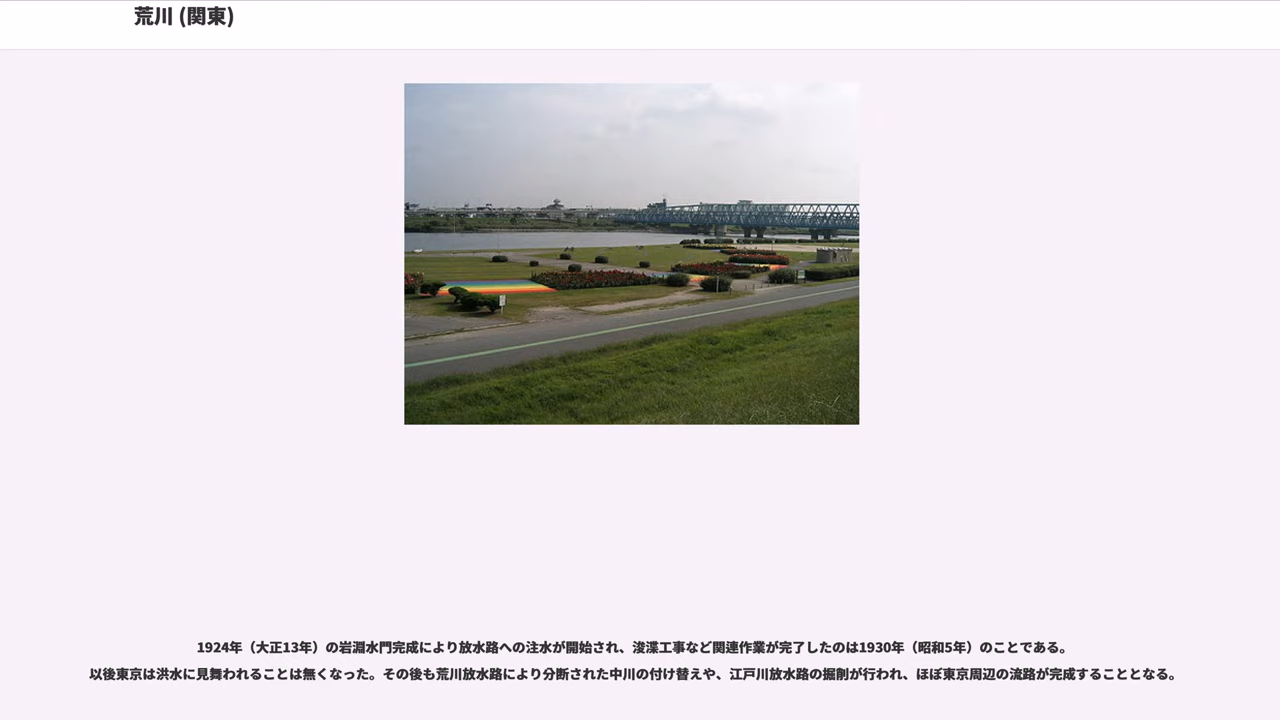 荒川 (関東)
1924年（大正13年）の岩淵水門完成により放水路への注水が開始され、浚渫工事など関連作業が完了したのは1930年（昭和5年）のことである。
以後東京は洪水に見舞われることは無くなった。その後も荒川放水路により分断された中川の付け替えや、江戸川放水路の掘削が行われ、ほぼ東京周辺の流路が完成することとなる。